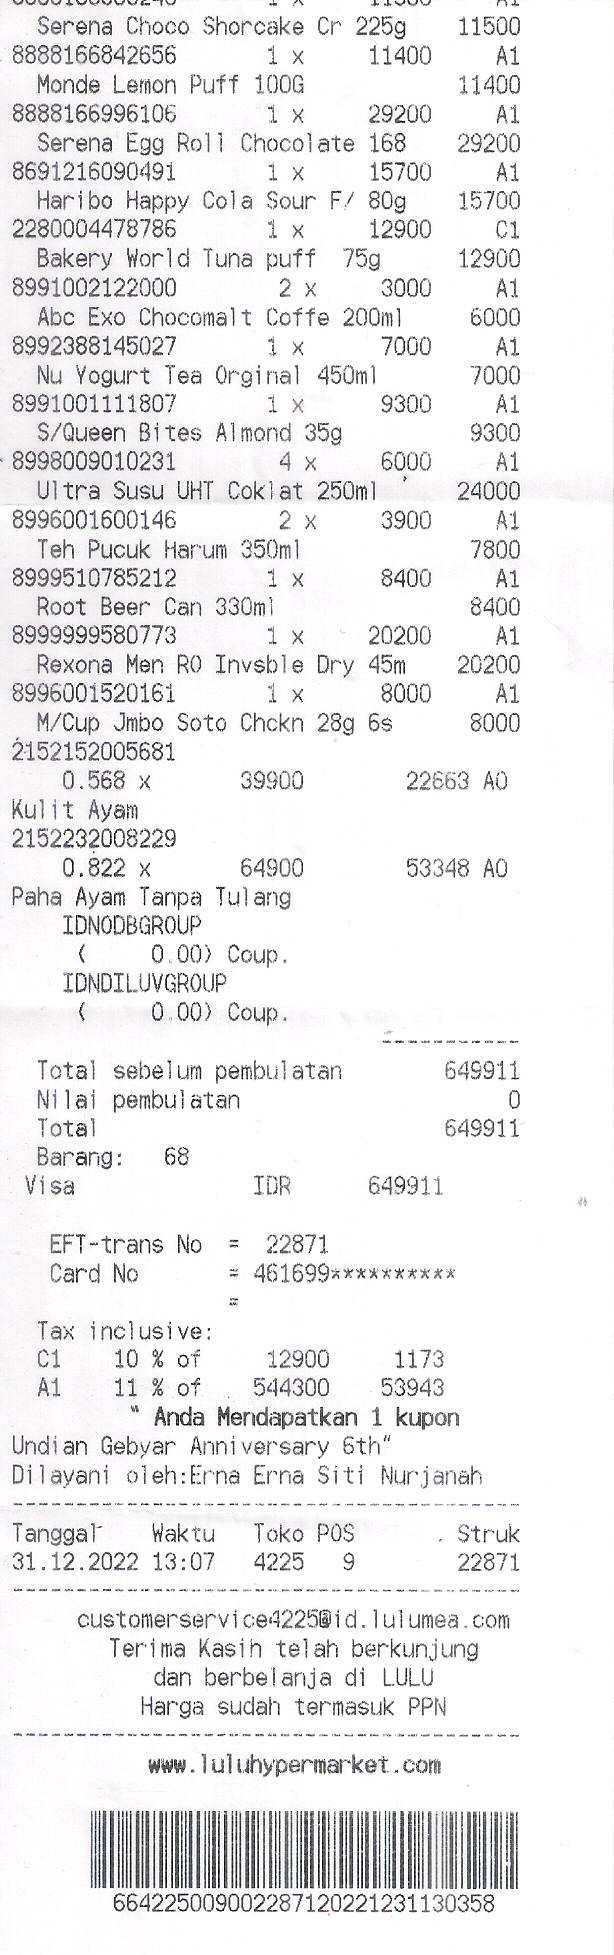 Serena Choco Shorcake Cr 225g 11500
8888166842656 1 x 11400 A1
Monde Lemon Puff 100G 11400
8888166996106 1 x 29200 A1
Serena Egg Roll Chocolate 168 29200
8691216090491 1 x 15700 A1
Haribo Happy Cola Sour F/ 80g 15700
2280004478786 1 x 12900 C1
Bakery World Tuna puff 75g 12900
8991002122000 2 x 3000 A1
Abc Exo Chocomalt Coffe 200ml 6000
8992388145027 1 x 7000 A1
Nu Yogurt Tea Orginal 450ml 7000
8991001111807 1 x 9300 A1
S/Queen Bites Almond 35g 9300
8998009010231 4 x 6000 A1
Ultra Susu UHT Coklat 250ml 24000
8996001600146 2 x 3900 A1
Teh Pucuk Harum 350ml 7800
8999510785212 1 x 8400 A1
Root Beer Can 330ml 8400
8999999580773 1 x 20200 A1
Rexona Men RO Invsble Dry 45m 20200
8996001520161 1 x 8000 A1
M/Cup Jmbo Soto Chckn 28g 6s 8000
2152152005681
0.568 x 39900 22663 A0
Kulit Ayam
2152232008229
0.822 x 64900 53348 A0
Paha Ayam Tanpa Tulang
IDNODBGROUP
( 0.00) Coup.
IDNDILUVGROUP
( 0.00) Coup.
-----------
Total sebelum pembulatan 649911
Nilai pembulatan 0
Total 649911
Barang: 68
Visa IDR 649911
EFT-trans No = 22871
Card No = 461699**********
=
Tax inclusive:
C1 10 % of 12900 1173
A1 11 % of 544300 53943
" Anda Mendapatkan 1 kupon
Undian Gebyar Anniversary 6th"
Dilayani oleh:Erna Erna Siti Nurjanah
----------------------------------------
Tanggal Waktu Toko POS Struk
31.12.2022 13:07 4225 9 22871
----------------------------------------
customerservice4225@id.lulumea.com
Terima Kasih telah berkunjung
dan berbelanja di LULU
Harga sudah termasuk PPN
----------------------------------------
www.luluhypermarket.com
664225009002287120221231130358